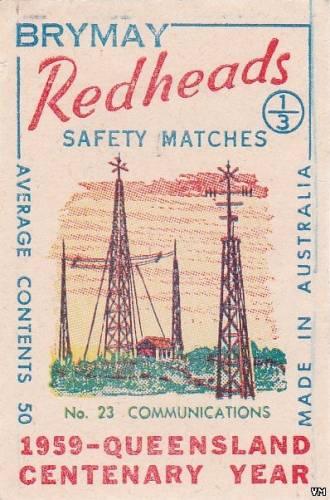 BRYMAY
Redheads
1/3
SAFETY MATCHES
AVERAGE CONTENTS 50
MADE IN AUSTRALIA
No. 23 COMMUNICATIONS
1959-QUEENSLAND
CENTENARY YEAR
VM